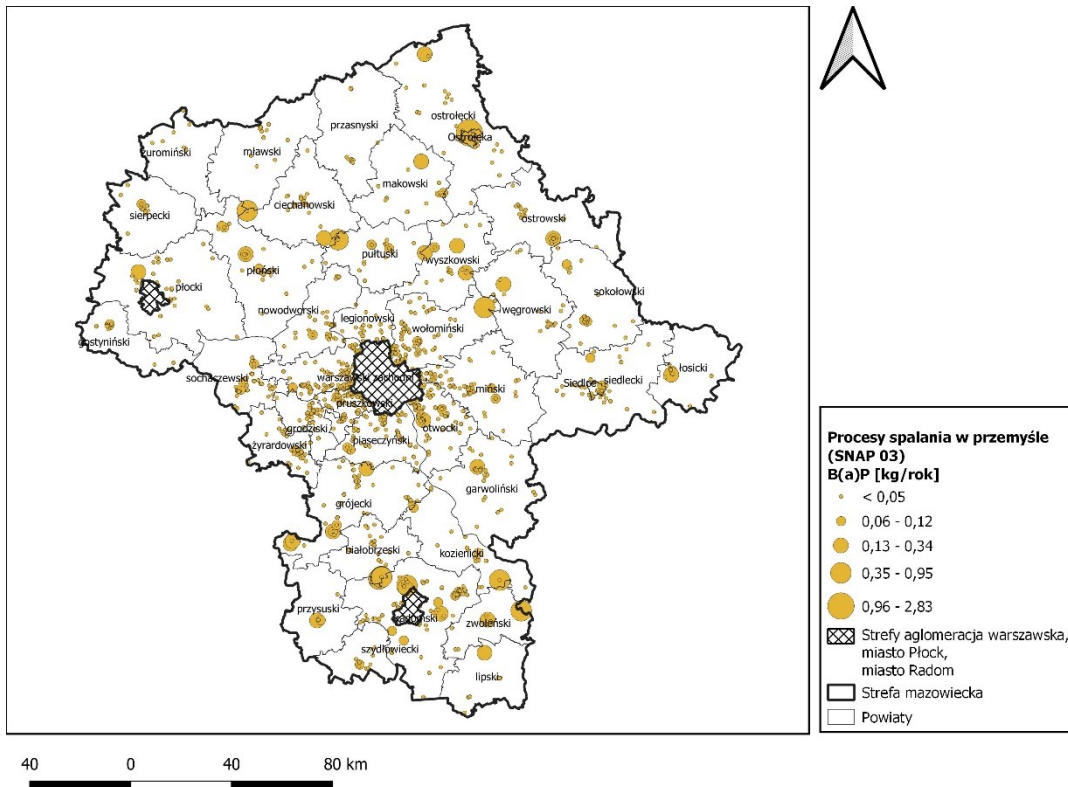 ostrołęcki
Ostrołęka
przasnyski
żuromiński
mławski
makowski
ciechanowski
sierpecki
ostrowski
pułtuski
wyszkowski
płoński
płocki
sokołowski
nowodworski
węgrowski
legionowski
wołomiński
gostyniński
łosicki
sochaczewski
warszawski zachodni
Siedlce
siedlecki
miński
pruszkowski
grodziski
otwocki
piaseczyński
żyrardowski
garwoliński
grójecki
białobrzeski
kozienicki
przysuski
radomski
zwoleński
szydłowiecki
lipski
Procesy spalania w przemyśle
(SNAP 03)
B(a)P [kg/rok]
< 0,05
0,06 - 0,12
0,13 - 0,34
0,35 - 0,95
0,96 - 2,83
Strefy aglomeracja warszawska,
miasto Płock,
miasto Radom
Strefa mazowiecka
Powiaty
40 0 40 80 km